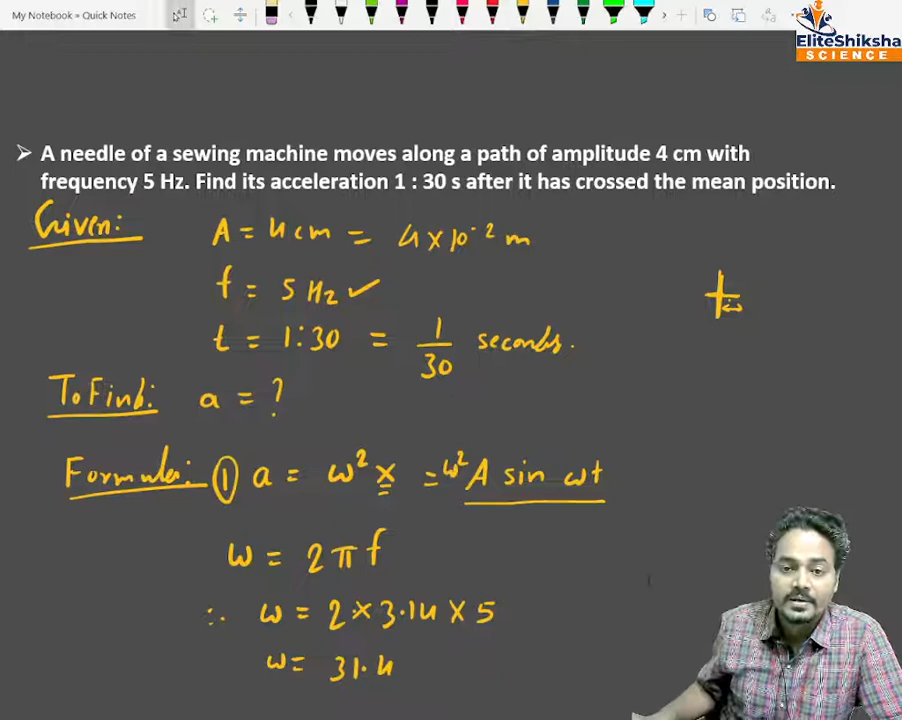 My Notebook » Quick Notes
EliteShiksha
SCIENCE
➢ A needle of a sewing machine moves along a path of amplitude 4 cm with
frequency 5 Hz. Find its acceleration 1 : 30 s after it has crossed the mean position.
Given: A = 4 cm = 4 × 10⁻² m
f = 5 Hz ✓
t = 1:30 = 1/30 seconds.
To Find: a = ?
Formula: ① a = ω² x = ω² A sin ωt
ω = 2πf
∴ ω = 2 × 3.14 × 5
ω = 31.4